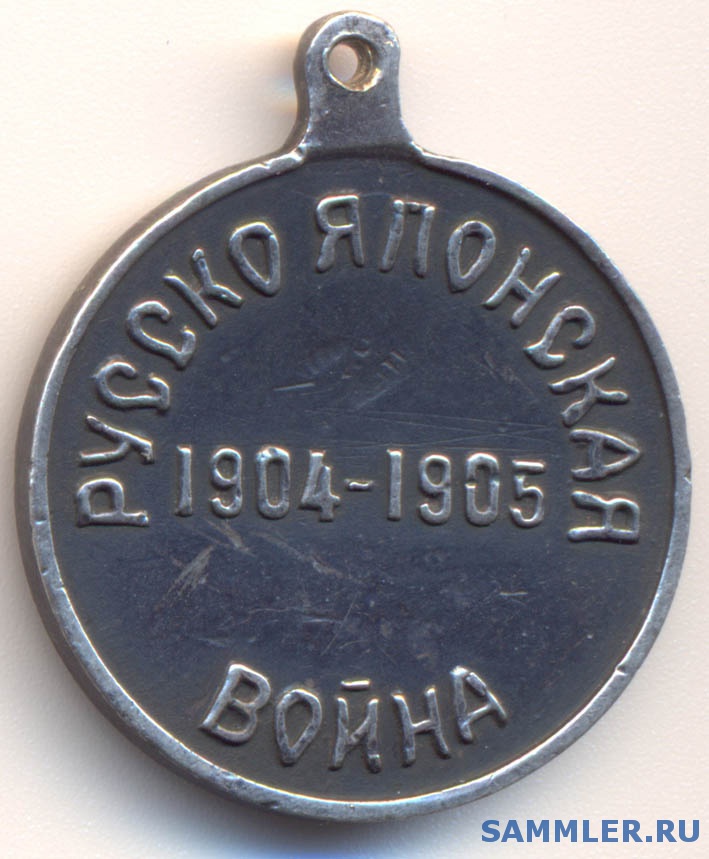 РУССКО ЯПОНСКАЯ
1904-1905
ВОЙНА
SAMMLER.RU